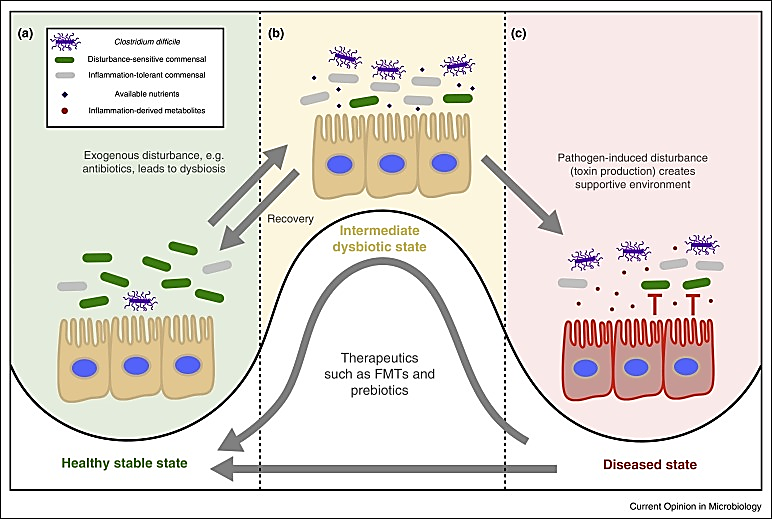 (a)
Clostridium difficile
Disturbance-sensitive commensal
Inflammation-tolerant commensal
Available nutrients
Inflammation-derived metabolites
(b)
(c)
Exogenous disturbance, e.g.
antibiotics, leads to dysbiosis
Recovery
Pathogen-induced disturbance
(toxin production) creates
supportive environment
Intermediate
dysbiotic state
Therapeutics
such as FMTs and
prebiotics
Healthy stable state
Diseased state
Current Opinion in Microbiology